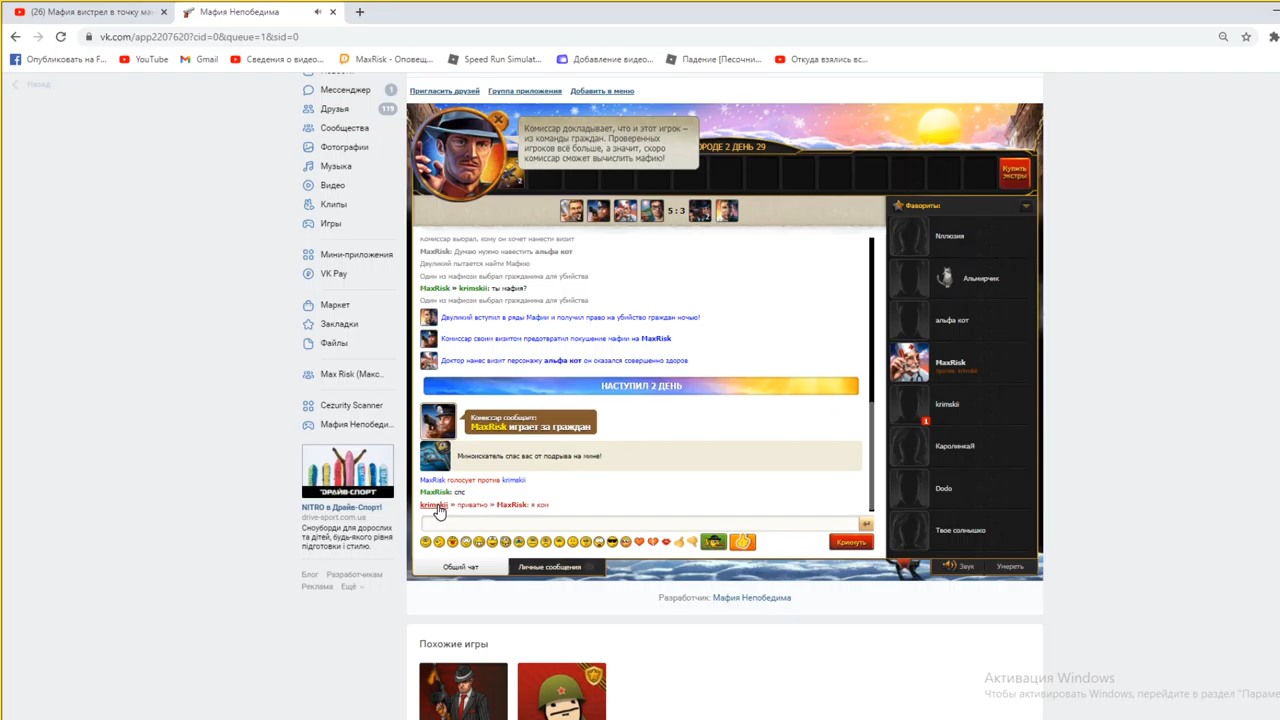 (26) Мафия вистрел в точку ма
Мафия Непобедима
vk.com/app2207620?cid=0&queue=1&sid=0
Опубликовать на F...
YouTube
Gmail
Сведения о видео...
MaxRisk - Оповещ...
Speed Run Simulat...
Добавление видео...
Падение [Песочни...
Откуда взялись вс...
Назад
Мессенджер 1
Друзья 119
Сообщества
Фотографии
Музыка
Видео
Клипы
Игры
Мини-приложения
VK Pay
Маркет
Закладки
Файлы
Max Risk (Макс...
Cezurity Scanner
Мафия Непобеди...
ДРАЙВ-СПОРТ
NITRO в Драйв-Спорт!
drive-sport.com.ua
Сноуборди для дорослих
та дітей, будь-якого рівня
підготовки і стилю.
Блог Разработчикам
Реклама Ещё
Пригласить друзей Группа приложения Добавить в меню
Комиссар докладывает, что и этот игрок –
из команды граждан. Проверенных
игроков всё больше, а значит, скоро
комиссар сможет вычислить мафию!
ОРОДЕ 2 ДЕНЬ 29
2
Купить
экстры
5 : 3
2
Комиссар выбрал, кому он хочет нанести визит
MaxRisk: Думаю нужно навестить альфа кот
Двуликий пытается найти Мафию
Один из мафиози выбрал гражданина для убийства
MaxRisk » krimskii: ты мафия?
Один из мафиози выбрал гражданина для убийства
Двуликий вступил в ряды Мафии и получил право на убийство граждан ночью!
Комиссар своим визитом предотвратил покушение мафии на MaxRisk
Доктор нанес визит персонажу альфа кот он оказался совершенно здоров
НАСТУПИЛ 2 ДЕНЬ
Комиссар сообщает:
MaxRisk играет за граждан
Миноискатель спас вас от подрыва на мине!
MaxRisk голосует против krimskii
MaxRisk: спс
krimskii » приватно » MaxRisk: я ком
Крикнуть
Общий чат
Личные сообщения
Фавориты:
Nллюзия
Альмирчик
альфа кот
MaxRisk
против: krimskii
krimskii
1
КаролинкаЯ
Dodo
Твое солнышко
Звук
Умереть
Разработчик: Мафия Непобедима
Похожие игры
Активация Windows
Чтобы активировать Windows, перейдите в раздел "Параме